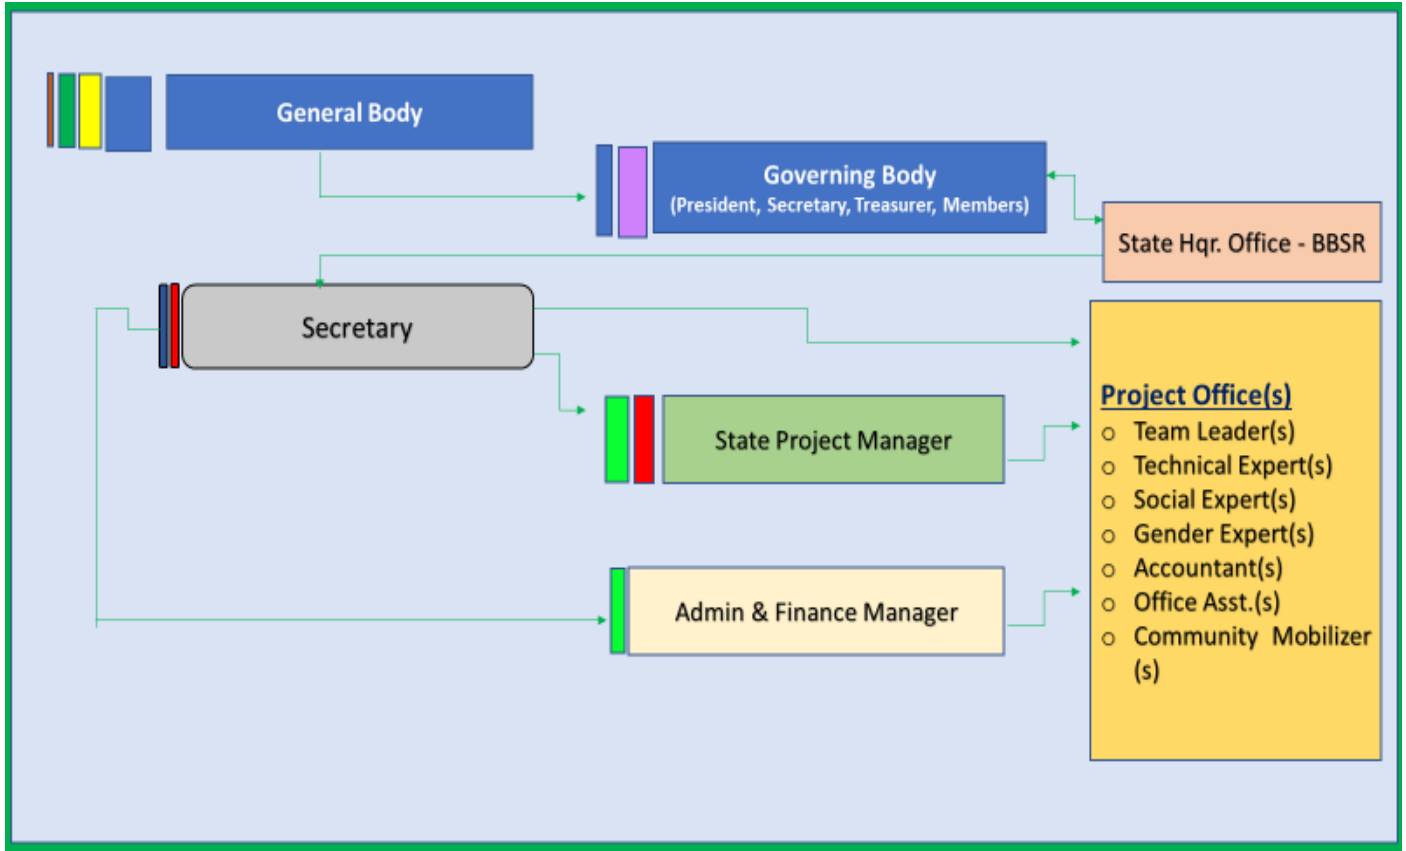 General Body
Governing Body
(President, Secretary, Treasurer, Members)
State Hqr. Office - BBSR
Secretary
State Project Manager
Admin & Finance Manager
Project Office(s)
o Team Leader(s)
o Technical Expert(s)
o Social Expert(s)
o Gender Expert(s)
o Accountant(s)
o Office Asst.(s)
o Community Mobilizer
(s)